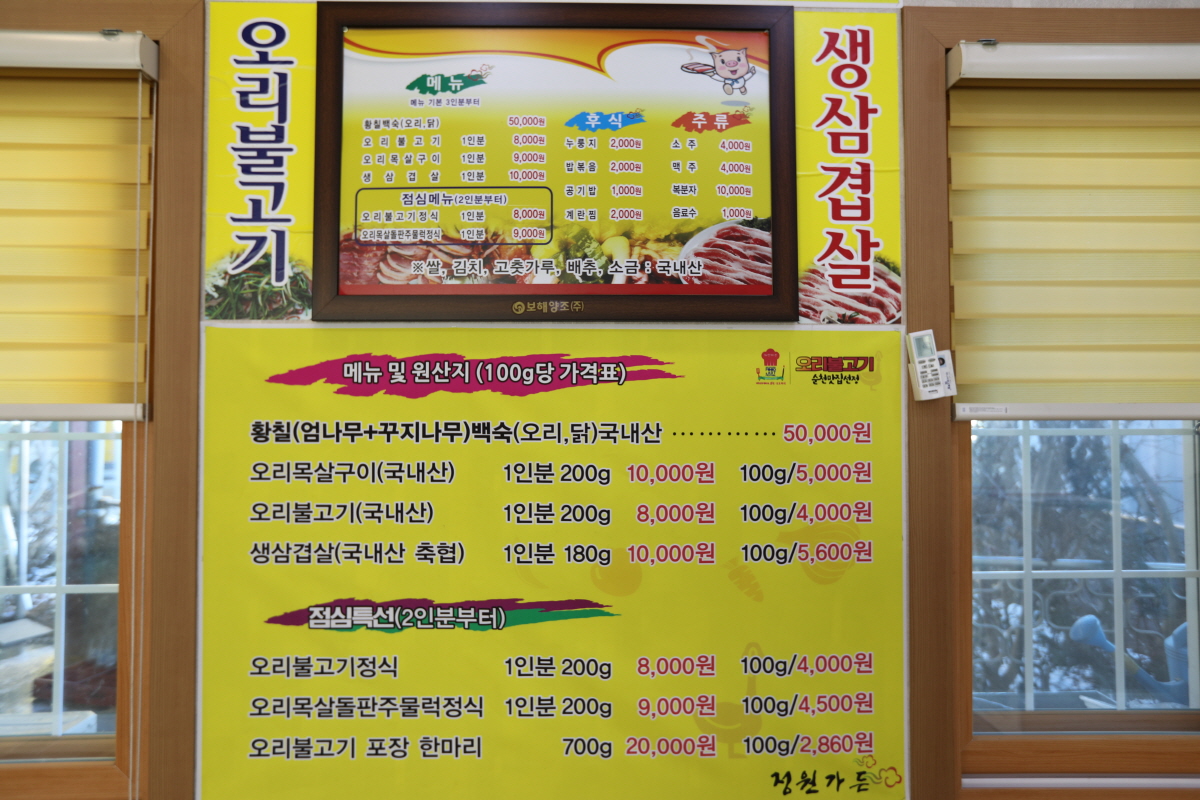 오리불고기
메뉴
메뉴 기본 3인분부터
황칠백숙(오리,닭) 50,000원
오리불고기 1인분 8,000원
오리목살구이 1인분 9,000원
생삼겹살 1인분 10,000원
점심메뉴(2인분부터)
오리불고기정식 1인분 8,000원
오리목살돌판주물럭정식 1인분 9,000원
후식
누룽지 2,000원
밥볶음 2,000원
공기밥 1,000원
계란찜 2,000원
주류
소주 4,000원
맥주 4,000원
복분자 10,000원
음료수 1,000원
※쌀, 김치, 고춧가루, 배추, 소금 : 국내산
보해양조(주)
생삼겹살
메뉴 및 원산지 (100g당 가격표)
오리불고기
순천맛집선정
황칠(엄나무+꾸지나무)백숙(오리,닭)국내산 ………… 50,000원
오리목살구이(국내산) 1인분 200g 10,000원 100g/5,000원
오리불고기(국내산) 1인분 200g 8,000원 100g/4,000원
생삼겹살(국내산 축협) 1인분 180g 10,000원 100g/5,600원
점심특선(2인분부터)
오리불고기정식 1인분 200g 8,000원 100g/4,000원
오리목살돌판주물럭정식 1인분 200g 9,000원 100g/4,500원
오리불고기 포장 한마리 700g 20,000원 100g/2,860원
정원가든